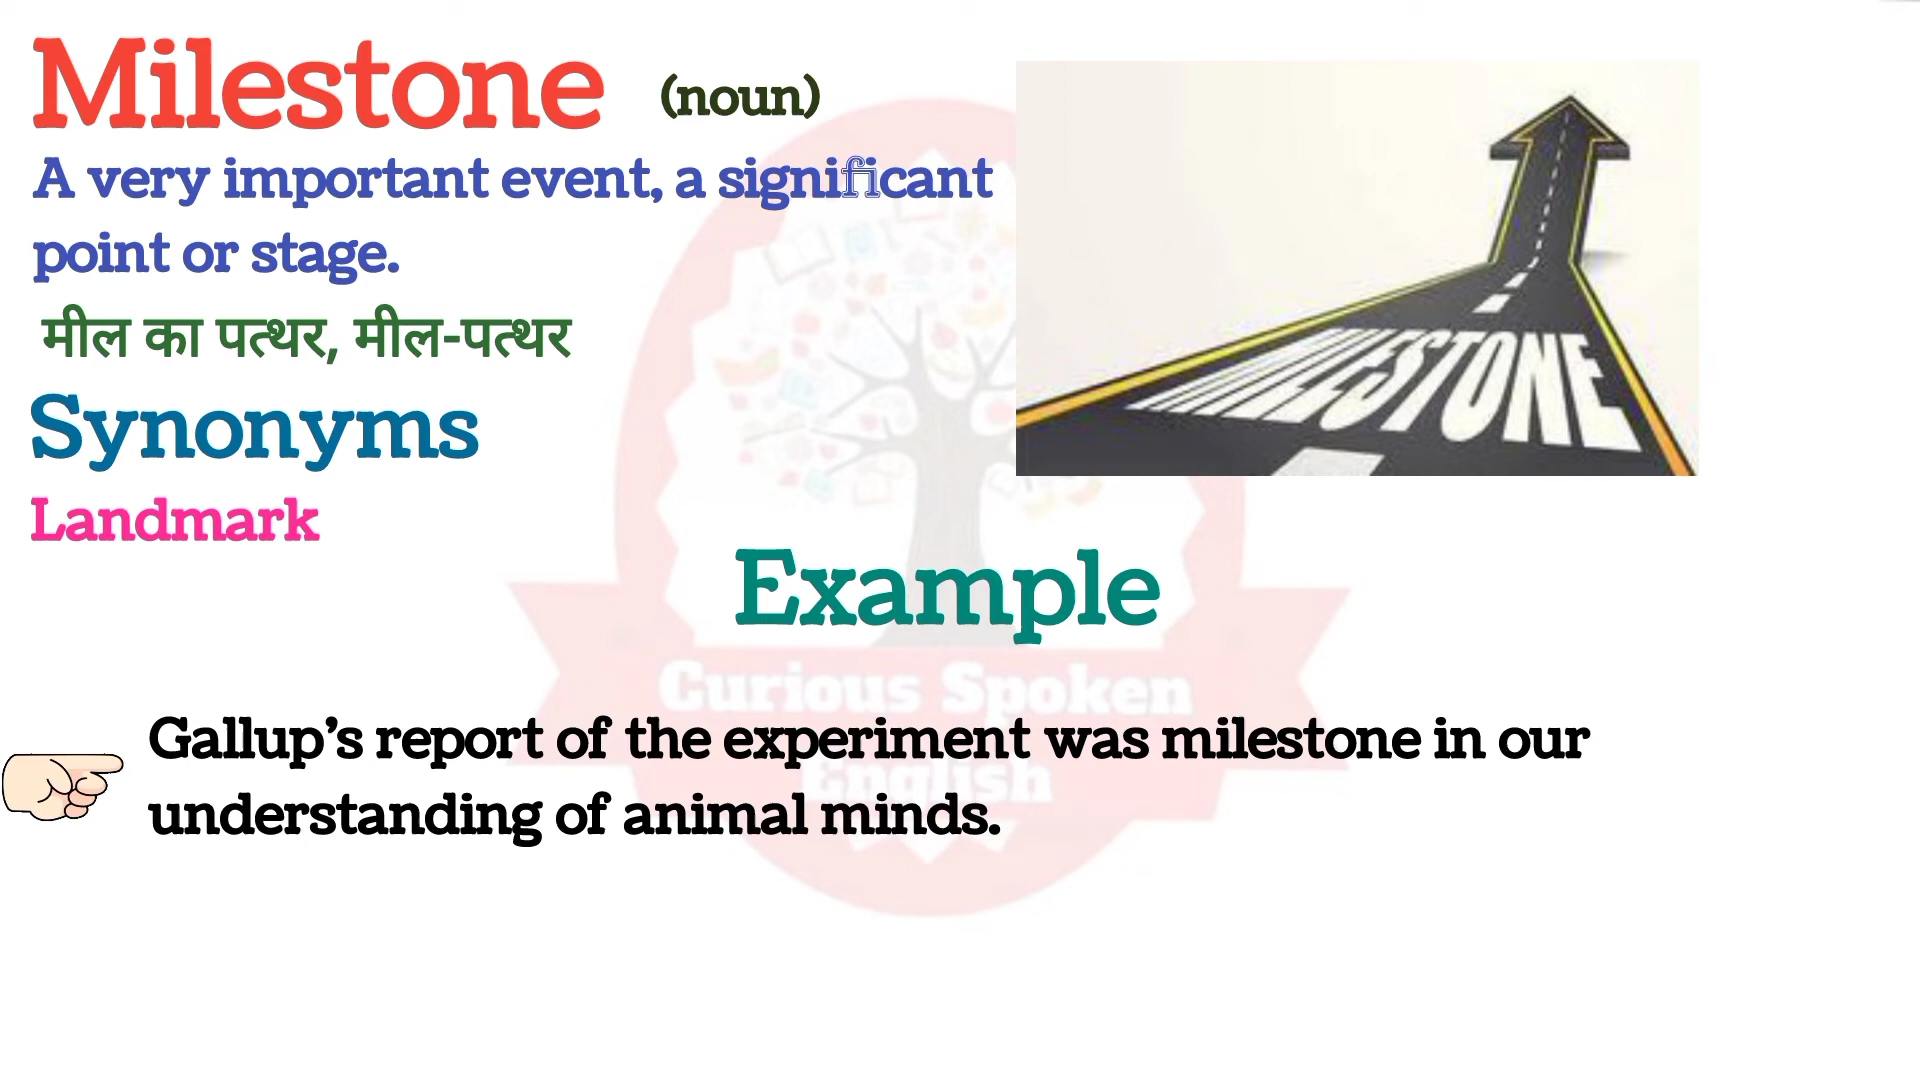 Milestone (noun)
A very important event, a significant
point or stage.
मील का पत्थर, मील-पत्थर
MILESTONE
Synonyms
Landmark
Example
Curious Spoken
English
Gallup’s report of the experiment was milestone in our
understanding of animal minds.